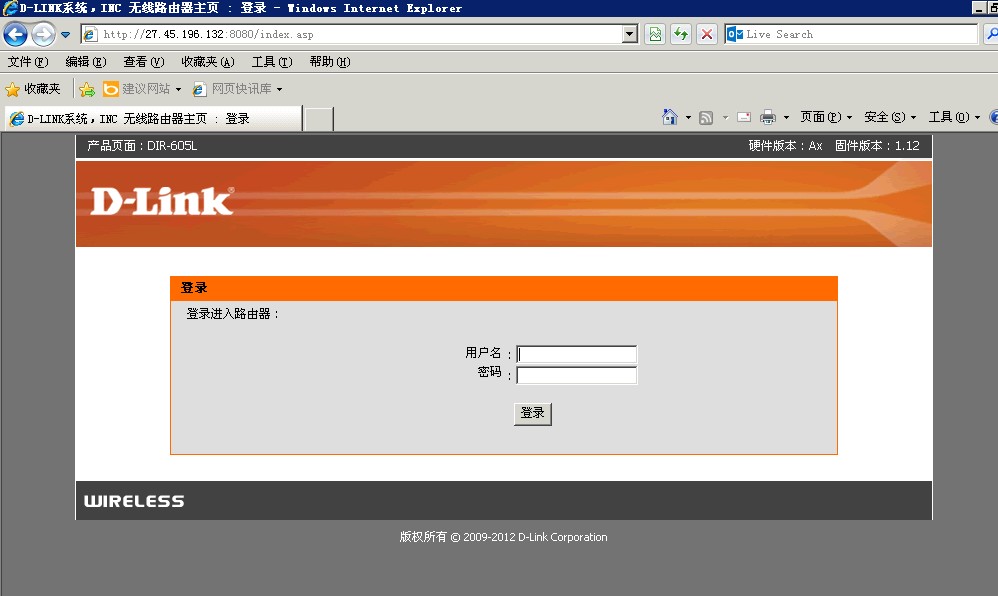 D-LINK系统，INC 无线路由器主页 : 登录 - Windows Internet Explorer
http://27.45.196.132:8080/index.asp
Live Search
文件(F) 编辑(E) 查看(V) 收藏夹(A) 工具(T) 帮助(H)
收藏夹 建议网站 网页快讯库
D-LINK系统，INC 无线路由器主页 : 登录
页面(P) 安全(S) 工具(O)
产品页面：DIR-605L 硬件版本：Ax 固件版本：1.12
D-Link
登录
登录进入路由器：
用户名 :
密码 :
登录
WIRELESS
版权所有 © 2009-2012 D-Link Corporation